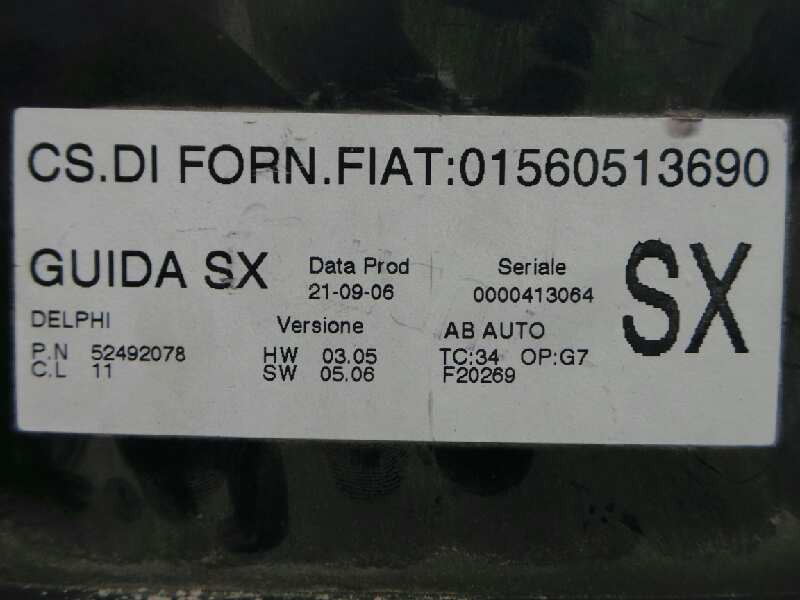 CS.DI FORN.FIAT:01560513690
GUIDA SX Data Prod Seriale SX
21-09-06 0000413064
DELPHI Versione AB AUTO
P.N 52492078 HW 03.05 TC:34 OP:G7
C.L 11 SW 05.06 F20269